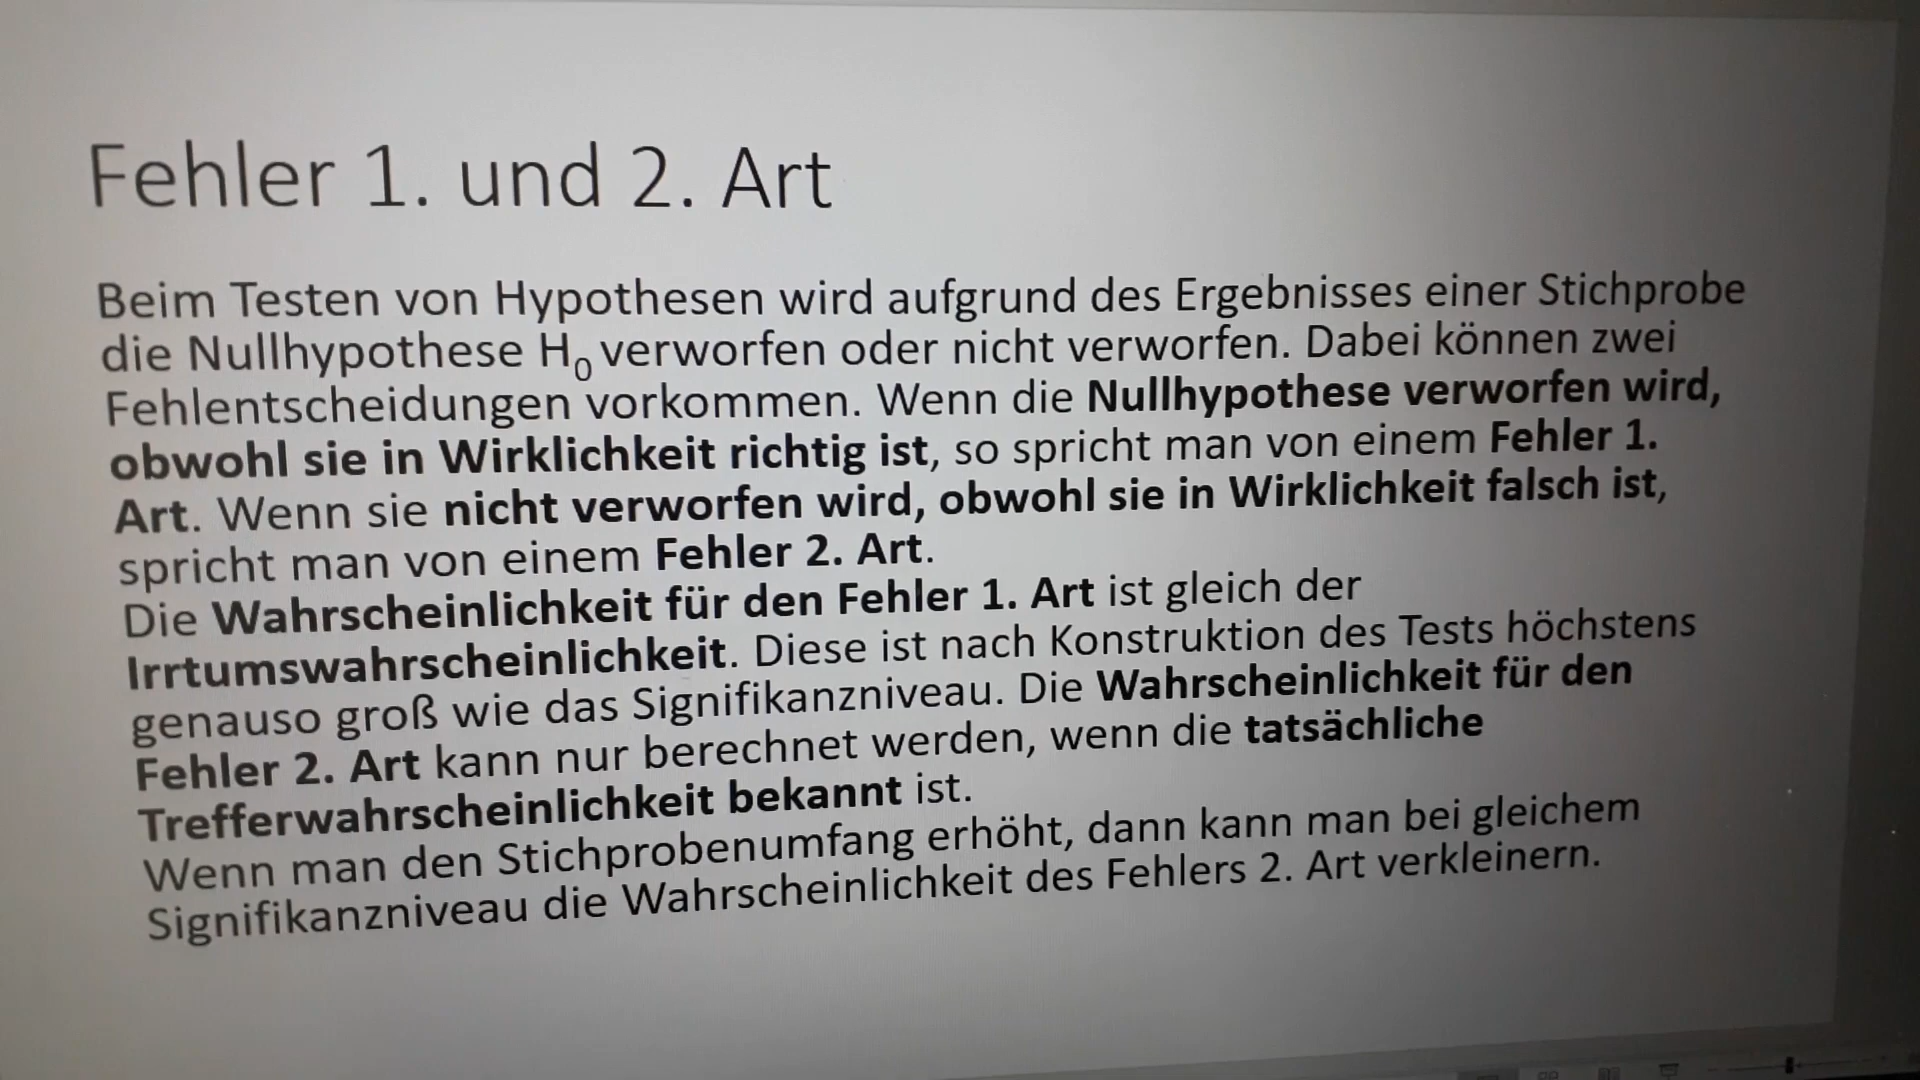 Fehler 1. und 2. Art
Beim Testen von Hypothesen wird aufgrund des Ergebnisses einer Stichprobe
die Nullhypothese H₀ verworfen oder nicht verworfen. Dabei können zwei
Fehlentscheidungen vorkommen. Wenn die Nullhypothese verworfen wird,
obwohl sie in Wirklichkeit richtig ist, so spricht man von einem Fehler 1.
Art. Wenn sie nicht verworfen wird, obwohl sie in Wirklichkeit falsch ist,
spricht man von einem Fehler 2. Art.
Die Wahrscheinlichkeit für den Fehler 1. Art ist gleich der
Irrtumswahrscheinlichkeit. Diese ist nach Konstruktion des Tests höchstens
genauso groß wie das Signifikanzniveau. Die Wahrscheinlichkeit für den
Fehler 2. Art kann nur berechnet werden, wenn die tatsächliche
Trefferwahrscheinlichkeit bekannt ist.
Wenn man den Stichprobenumfang erhöht, dann kann man bei gleichem
Signifikanzniveau die Wahrscheinlichkeit des Fehlers 2. Art verkleinern.